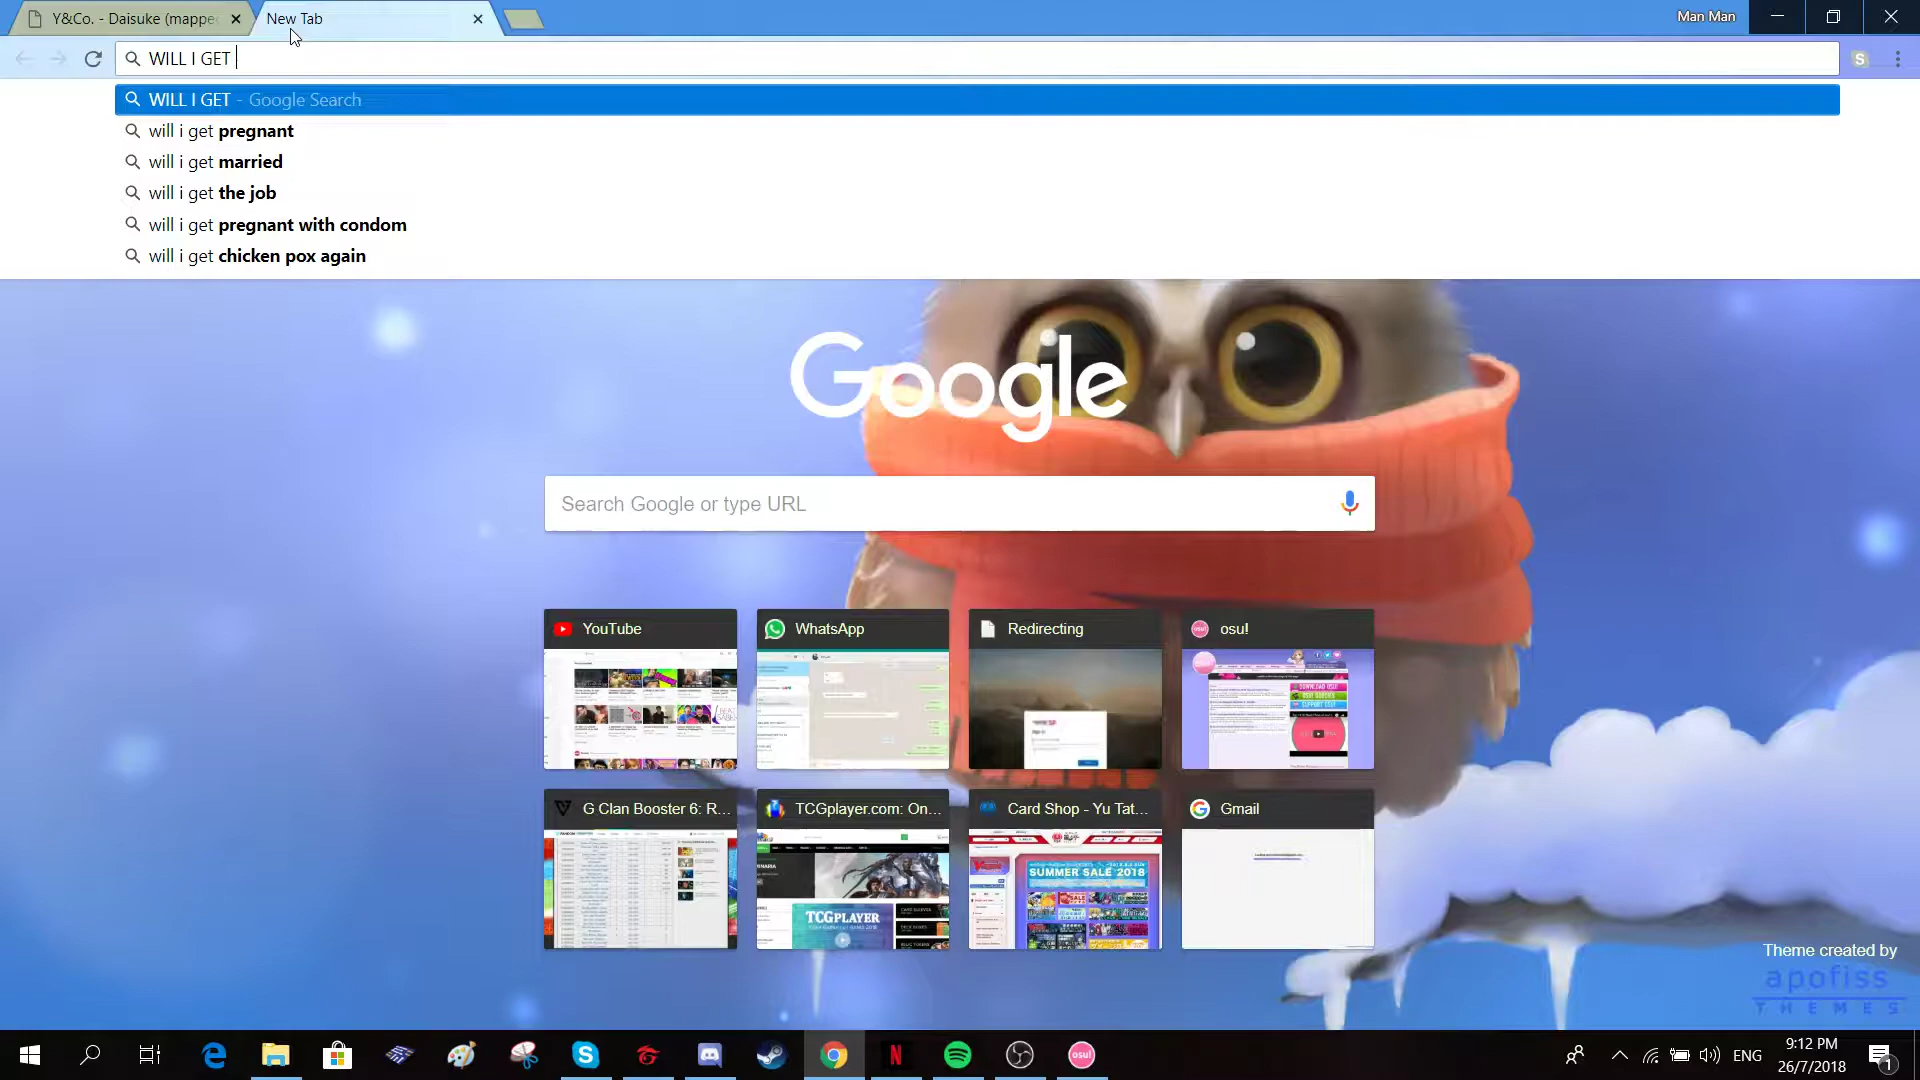 Y&Co. - Daisuke (mappe
New Tab
Man Man
WILL I GET
WILL I GET - Google Search
will i get pregnant
will i get married
will i get the job
will i get pregnant with condom
will i get chicken pox again
Google
Search Google or type URL
YouTube
WhatsApp
Redirecting
osu!
G Clan Booster 6: R...
TCGplayer.com: On...
Card Shop - Yu Tat...
Gmail
SUMMER SALE 2018
TCGPLAYER
Theme created by
apofiss
THEMES
osu!
ENG
9:12 PM
26/7/2018
1